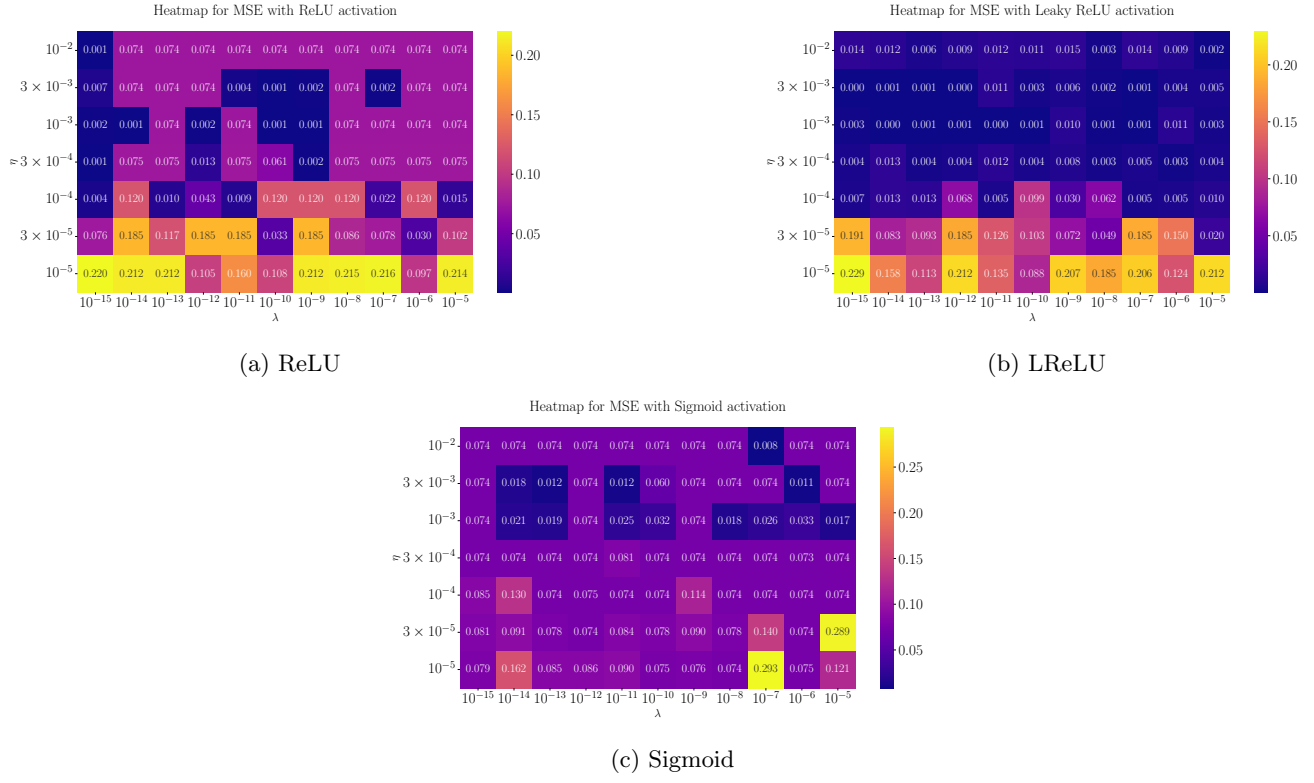 Heatmap for MSE with ReLU activation
10⁻² 0.001 0.074 0.074 0.074 0.074 0.074 0.074 0.074 0.074 0.074 0.074
3 × 10⁻³ 0.007 0.074 0.074 0.074 0.004 0.001 0.002 0.074 0.002 0.074 0.074
10⁻³ 0.002 0.001 0.074 0.002 0.074 0.001 0.001 0.074 0.074 0.074 0.074
η 3 × 10⁻⁴ 0.001 0.075 0.075 0.013 0.075 0.061 0.002 0.075 0.075 0.075 0.075
10⁻⁴ 0.004 0.120 0.010 0.043 0.009 0.120 0.120 0.120 0.022 0.120 0.015
3 × 10⁻⁵ 0.076 0.185 0.117 0.185 0.185 0.033 0.185 0.086 0.078 0.030 0.102
10⁻⁵ 0.220 0.212 0.212 0.105 0.160 0.108 0.212 0.215 0.216 0.097 0.214
10⁻¹⁵ 10⁻¹⁴ 10⁻¹³ 10⁻¹² 10⁻¹¹ 10⁻¹⁰ 10⁻⁹ 10⁻⁸ 10⁻⁷ 10⁻⁶ 10⁻⁵
λ
0.20
0.15
0.10
0.05
(a) ReLU
Heatmap for MSE with Leaky ReLU activation
10⁻² 0.014 0.012 0.006 0.009 0.012 0.011 0.015 0.003 0.014 0.009 0.002
3 × 10⁻³ 0.000 0.001 0.001 0.000 0.011 0.003 0.006 0.002 0.001 0.004 0.005
10⁻³ 0.003 0.000 0.001 0.001 0.000 0.001 0.010 0.001 0.001 0.011 0.003
η 3 × 10⁻⁴ 0.004 0.013 0.004 0.004 0.012 0.004 0.008 0.003 0.005 0.003 0.004
10⁻⁴ 0.007 0.013 0.013 0.068 0.005 0.099 0.030 0.062 0.005 0.005 0.010
3 × 10⁻⁵ 0.191 0.083 0.093 0.185 0.126 0.103 0.072 0.049 0.185 0.150 0.020
10⁻⁵ 0.229 0.158 0.113 0.212 0.135 0.088 0.207 0.185 0.206 0.124 0.212
10⁻¹⁵ 10⁻¹⁴ 10⁻¹³ 10⁻¹² 10⁻¹¹ 10⁻¹⁰ 10⁻⁹ 10⁻⁸ 10⁻⁷ 10⁻⁶ 10⁻⁵
λ
0.20
0.15
0.10
0.05
(b) LReLU
Heatmap for MSE with Sigmoid activation
10⁻² 0.074 0.074 0.074 0.074 0.074 0.074 0.074 0.074 0.008 0.074 0.074
3 × 10⁻³ 0.074 0.018 0.012 0.074 0.012 0.060 0.074 0.074 0.074 0.011 0.074
10⁻³ 0.074 0.021 0.019 0.074 0.025 0.032 0.074 0.018 0.026 0.033 0.017
η 3 × 10⁻⁴ 0.074 0.074 0.074 0.074 0.081 0.074 0.074 0.074 0.074 0.073 0.074
10⁻⁴ 0.085 0.130 0.074 0.075 0.074 0.074 0.114 0.074 0.074 0.074 0.074
3 × 10⁻⁵ 0.081 0.091 0.078 0.074 0.084 0.078 0.090 0.078 0.140 0.074 0.289
10⁻⁵ 0.079 0.162 0.085 0.086 0.090 0.075 0.076 0.074 0.293 0.075 0.121
10⁻¹⁵ 10⁻¹⁴ 10⁻¹³ 10⁻¹² 10⁻¹¹ 10⁻¹⁰ 10⁻⁹ 10⁻⁸ 10⁻⁷ 10⁻⁶ 10⁻⁵
λ
0.25
0.20
0.15
0.10
0.05
(c) Sigmoid